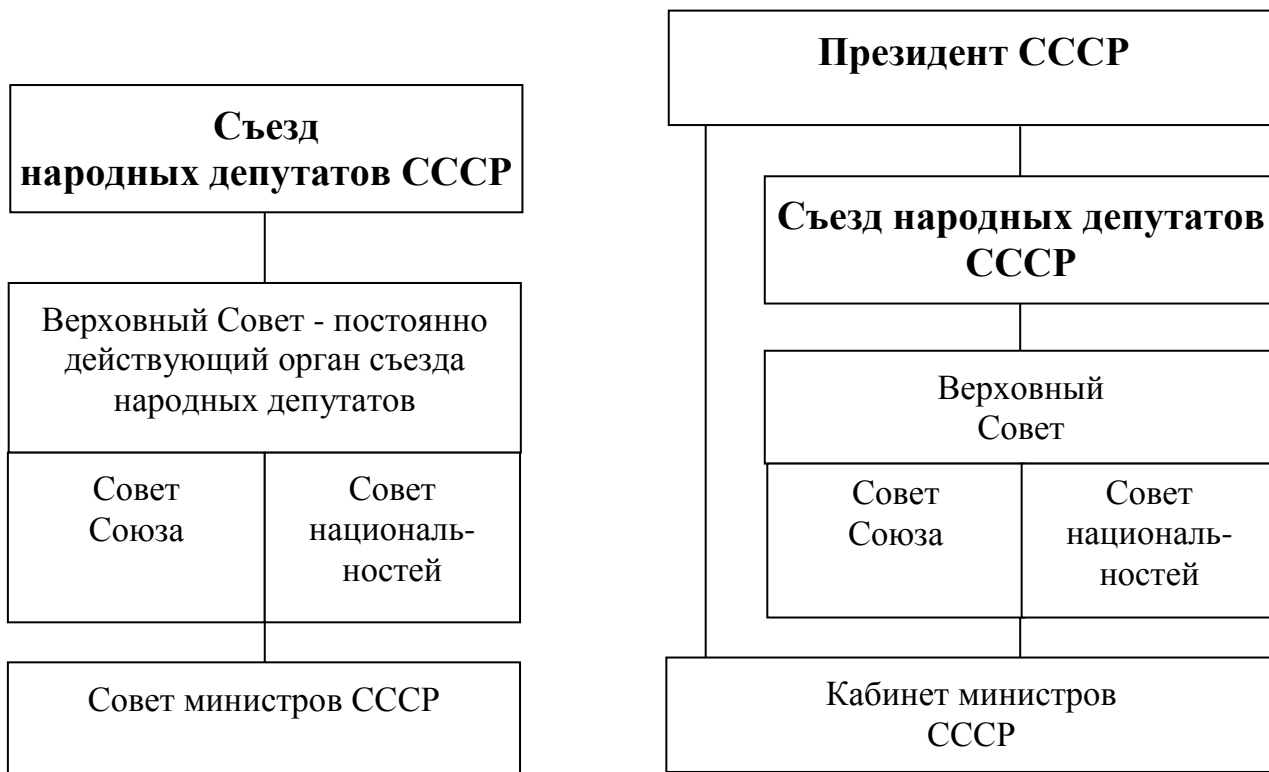 Съезд
народных депутатов СССР
Верховный Совет - постоянно
действующий орган съезда
народных депутатов
Совет
Союза
Совет
националь-
ностей
Совет министров СССР
Президент СССР
Съезд народных депутатов
СССР
Верховный
Совет
Совет
Союза
Совет
националь-
ностей
Кабинет министров
СССР